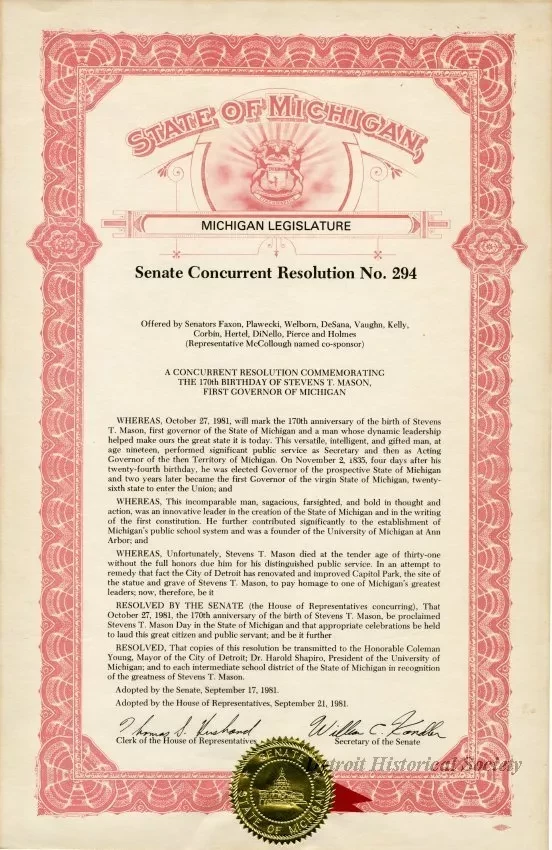 STATE OF MICHIGAN,
MICHIGAN LEGISLATURE
Senate Concurrent Resolution No. 294
Offered by Senators Faxon, Plawecki, Welborn, DeSana, Vaughn, Kelly,
Corbin, Hertel, DiNello, Pierce and Holmes
(Representative McCollough named co-sponsor)
A CONCURRENT RESOLUTION COMMEMORATING
THE 170th BIRTHDAY OF STEVENS T. MASON,
FIRST GOVERNOR OF MICHIGAN
WHEREAS, October 27, 1981, will mark the 170th anniversary of the birth of Stevens
T. Mason, first governor of the State of Michigan and a man whose dynamic leadership
helped make ours the great state it is today. This versatile, intelligent, and gifted man, at
age nineteen, performed significant public service as Secretary and then as Acting
Governor of the then Territory of Michigan. On November 2, 1835, four days after his
twenty-fourth birthday, he was elected Governor of the prospective State of Michigan
and two years later became the first Governor of the virgin State of Michigan, twenty-
sixth state to enter the Union; and
WHEREAS, This incomparable man, sagacious, farsighted, and bold in thought and
action, was an innovative leader in the creation of the State of Michigan and in the writing
of the first constitution. He further contributed significantly to the establishment of
Michigan's public school system and was a founder of the University of Michigan at Ann
Arbor; and
WHEREAS, Unfortunately, Stevens T. Mason died at the tender age of thirty-one
without the full honors due him for his distinguished public service. In an attempt to
remedy that fact the City of Detroit has renovated and improved Capitol Park, the site of
the statue and grave of Stevens T. Mason, to pay homage to one of Michigan's greatest
leaders; now, therefore, be it
RESOLVED BY THE SENATE (the House of Representatives concurring), That
October 27, 1981, the 170th anniversary of the birth of Stevens T. Mason, be proclaimed
Stevens T. Mason Day in the State of Michigan and that appropriate celebrations be held
to laud this great citizen and public servant; and be it further
RESOLVED, That copies of this resolution be transmitted to the Honorable Coleman
Young, Mayor of the City of Detroit; Dr. Harold Shapiro, President of the University of
Michigan; and to each intermediate school district of the State of Michigan in recognition
of the greatness of Stevens T. Mason.
Adopted by the Senate, September 17, 1981.
Adopted by the House of Representatives, September 21, 1981.
Thomas S. Husband William C. Kandler
Clerk of the House of Representatives Secretary of the Senate
SENATE
STATE OF MICHIGAN
Detroit Historical Society